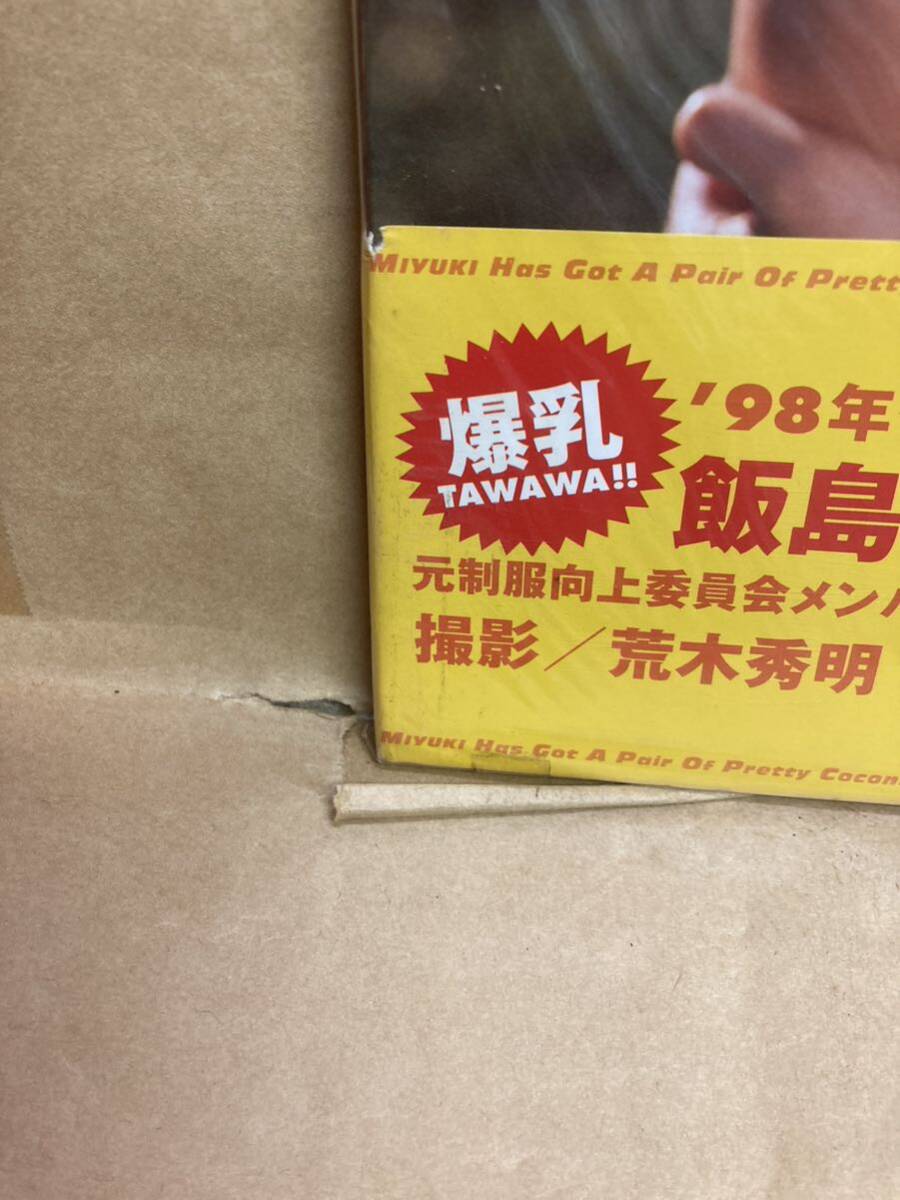 MIYUKI Has Got A Pair Of Prett
爆乳
TAWAWA!!
'98年
飯島
元制服向上委員会メン
撮影／荒木秀明
MIYUKI Has Got A Pair Of Pretty Cocon